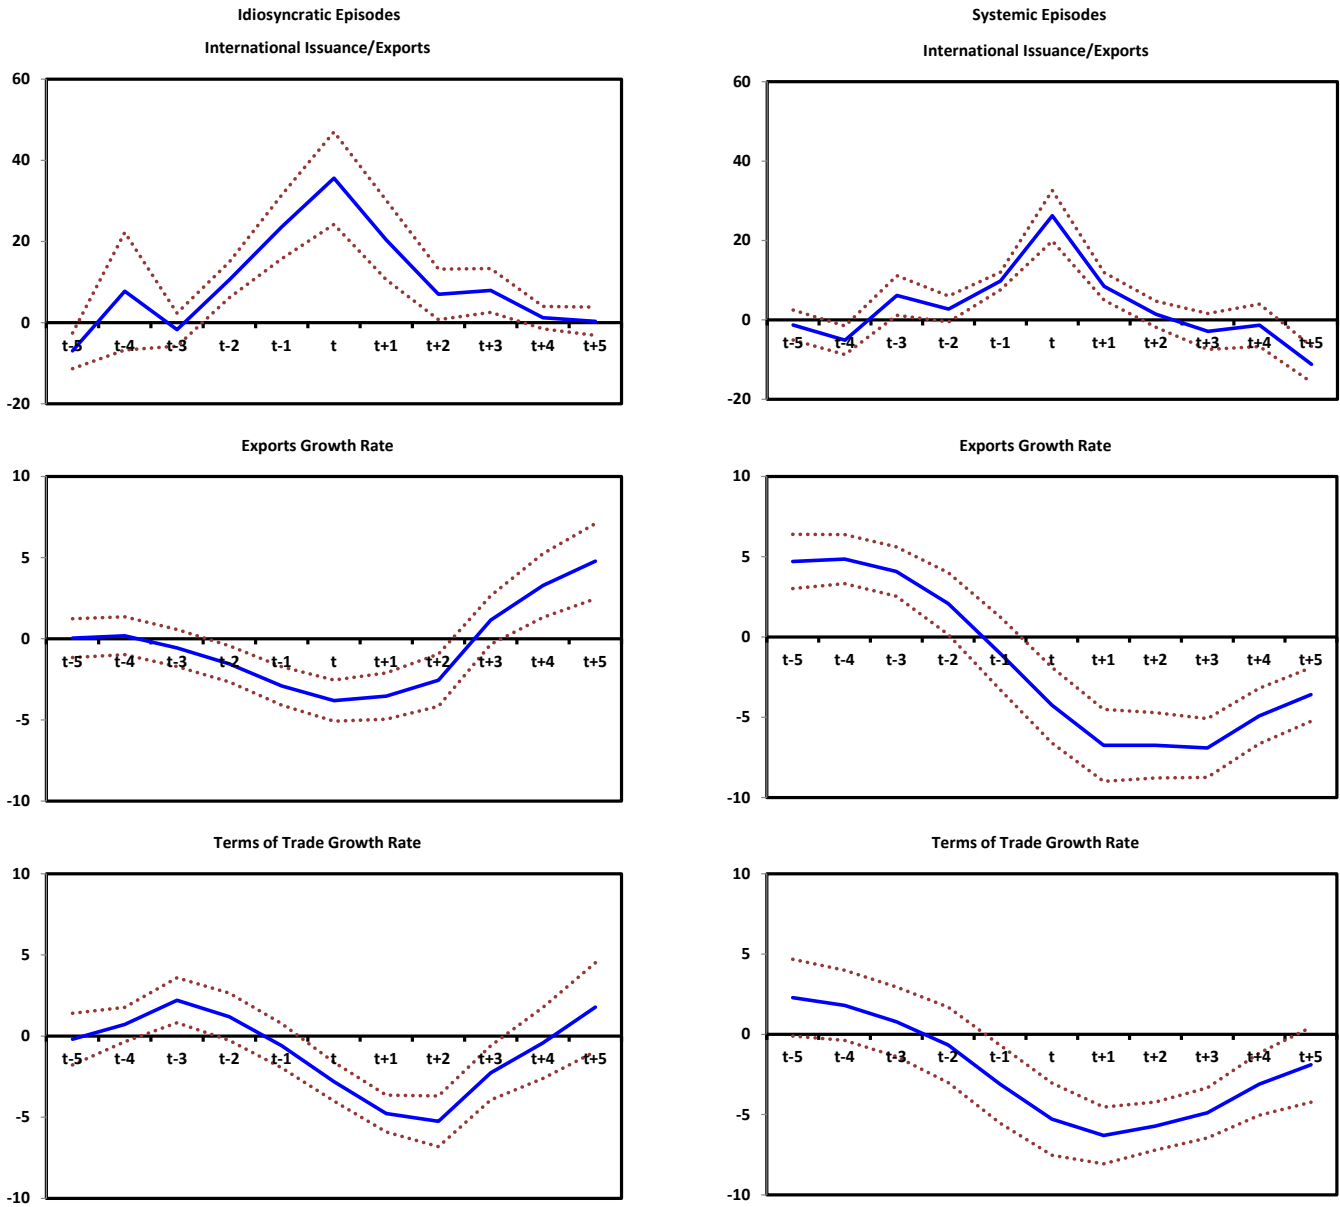 Idiosyncratic Episodes
International Issuance/Exports
60
40
20
0
-20
t-5 t-4 t-3 t-2 t-1 t t+1 t+2 t+3 t+4 t+5
Exports Growth Rate
10
5
0
-5
-10
t-5 t-4 t-3 t-2 t-1 t t+1 t+2 t+3 t+4 t+5
Terms of Trade Growth Rate
10
5
0
-5
-10
t-5 t-4 t-3 t-2 t-1 t t+1 t+2 t+3 t+4 t+5
Systemic Episodes
International Issuance/Exports
60
40
20
0
-20
t-5 t-4 t-3 t-2 t-1 t t+1 t+2 t+3 t+4 t+5
Exports Growth Rate
10
5
0
-5
-10
t-5 t-4 t-3 t-2 t-1 t t+1 t+2 t+3 t+4 t+5
Terms of Trade Growth Rate
10
5
0
-5
-10
t-5 t-4 t-3 t-2 t-1 t t+1 t+2 t+3 t+4 t+5